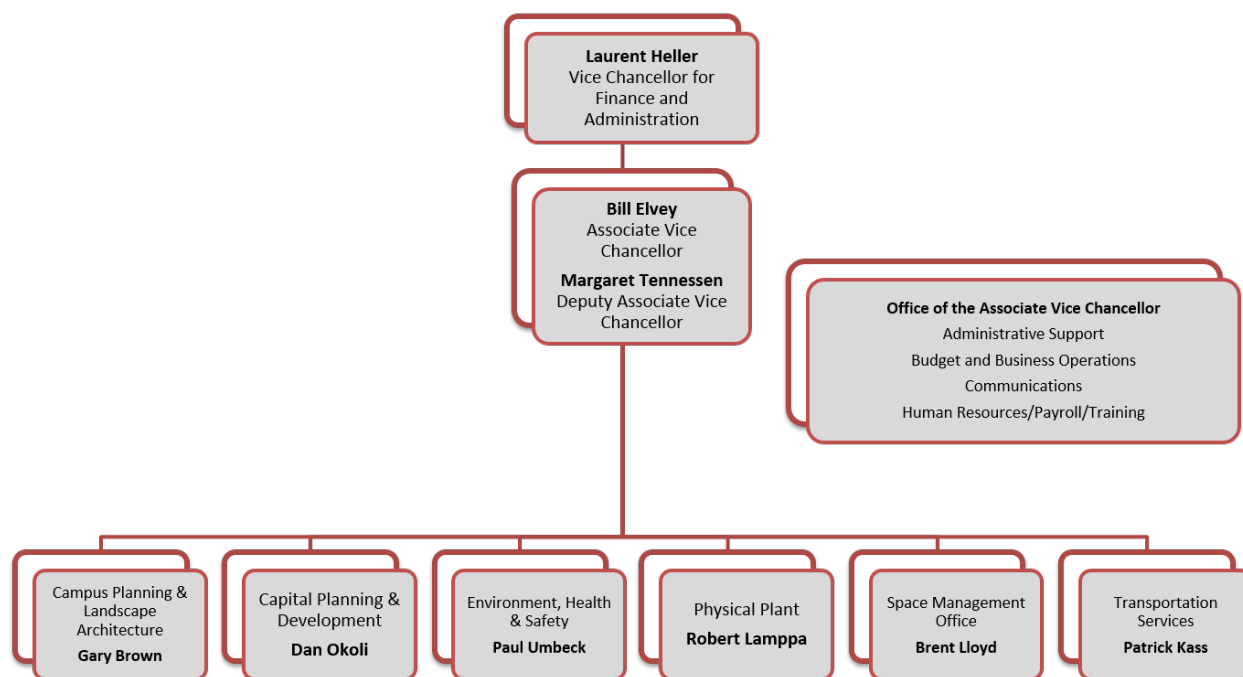 Laurent Heller
Vice Chancellor for
Finance and
Administration
Bill Elvey
Associate Vice
Chancellor
Margaret Tennessen
Deputy Associate Vice
Chancellor
Office of the Associate Vice Chancellor
Administrative Support
Budget and Business Operations
Communications
Human Resources/Payroll/Training
Campus Planning &
Landscape
Architecture
Gary Brown
Capital Planning &
Development
Dan Okoli
Environment, Health
& Safety
Paul Umbeck
Physical Plant
Robert Lamppa
Space Management
Office
Brent Lloyd
Transportation
Services
Patrick Kass